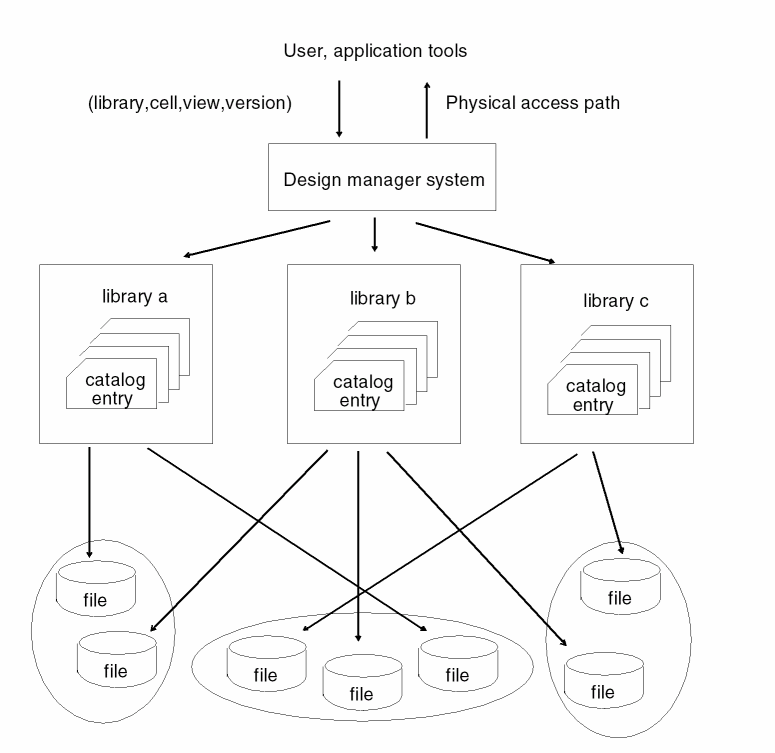 User, application tools
(library,cell,view,version)
Physical access path
Design manager system
library a
library b
library c
catalog
entry
catalog
entry
catalog
entry
file
file
file
file
file
file
file